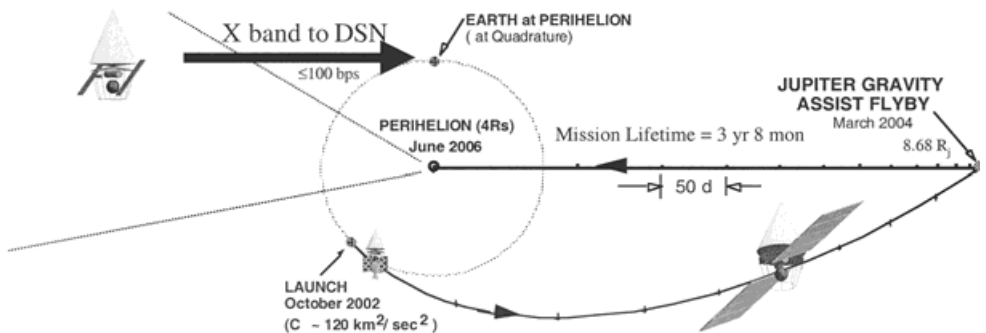 X band to DSN
≤100 bps
EARTH at PERIHELION
( at Quadrature)
JUPITER GRAVITY
ASSIST FLYBY
March 2004
8.68 Rj
PERIHELION (4Rs)
June 2006
Mission Lifetime = 3 yr 8 mon
50 d
LAUNCH
October 2002
(C ~ 120 km²/ sec²)